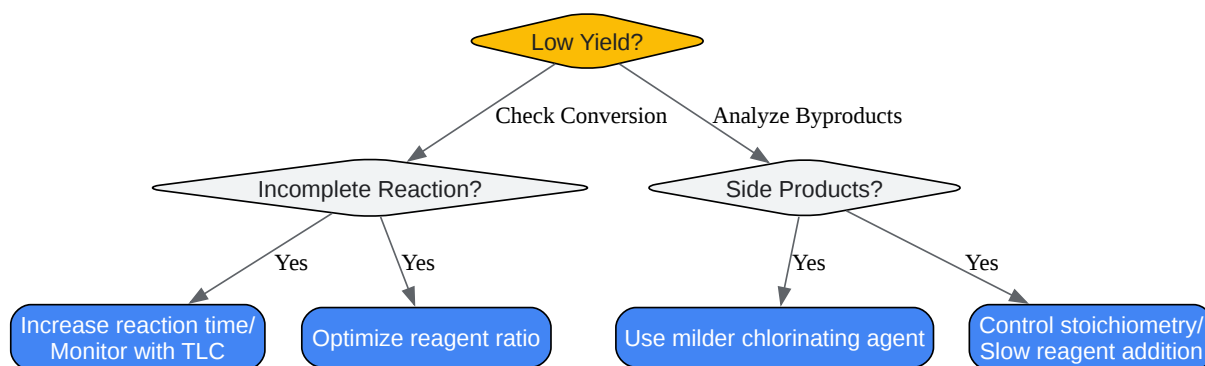 Low Yield?
Check Conversion
Analyze Byproducts
Incomplete Reaction?
Side Products?
Yes
Yes
Yes
Yes
Increase reaction time/
Monitor with TLC
Optimize reagent ratio
Use milder chlorinating agent
Control stoichiometry/
Slow reagent addition